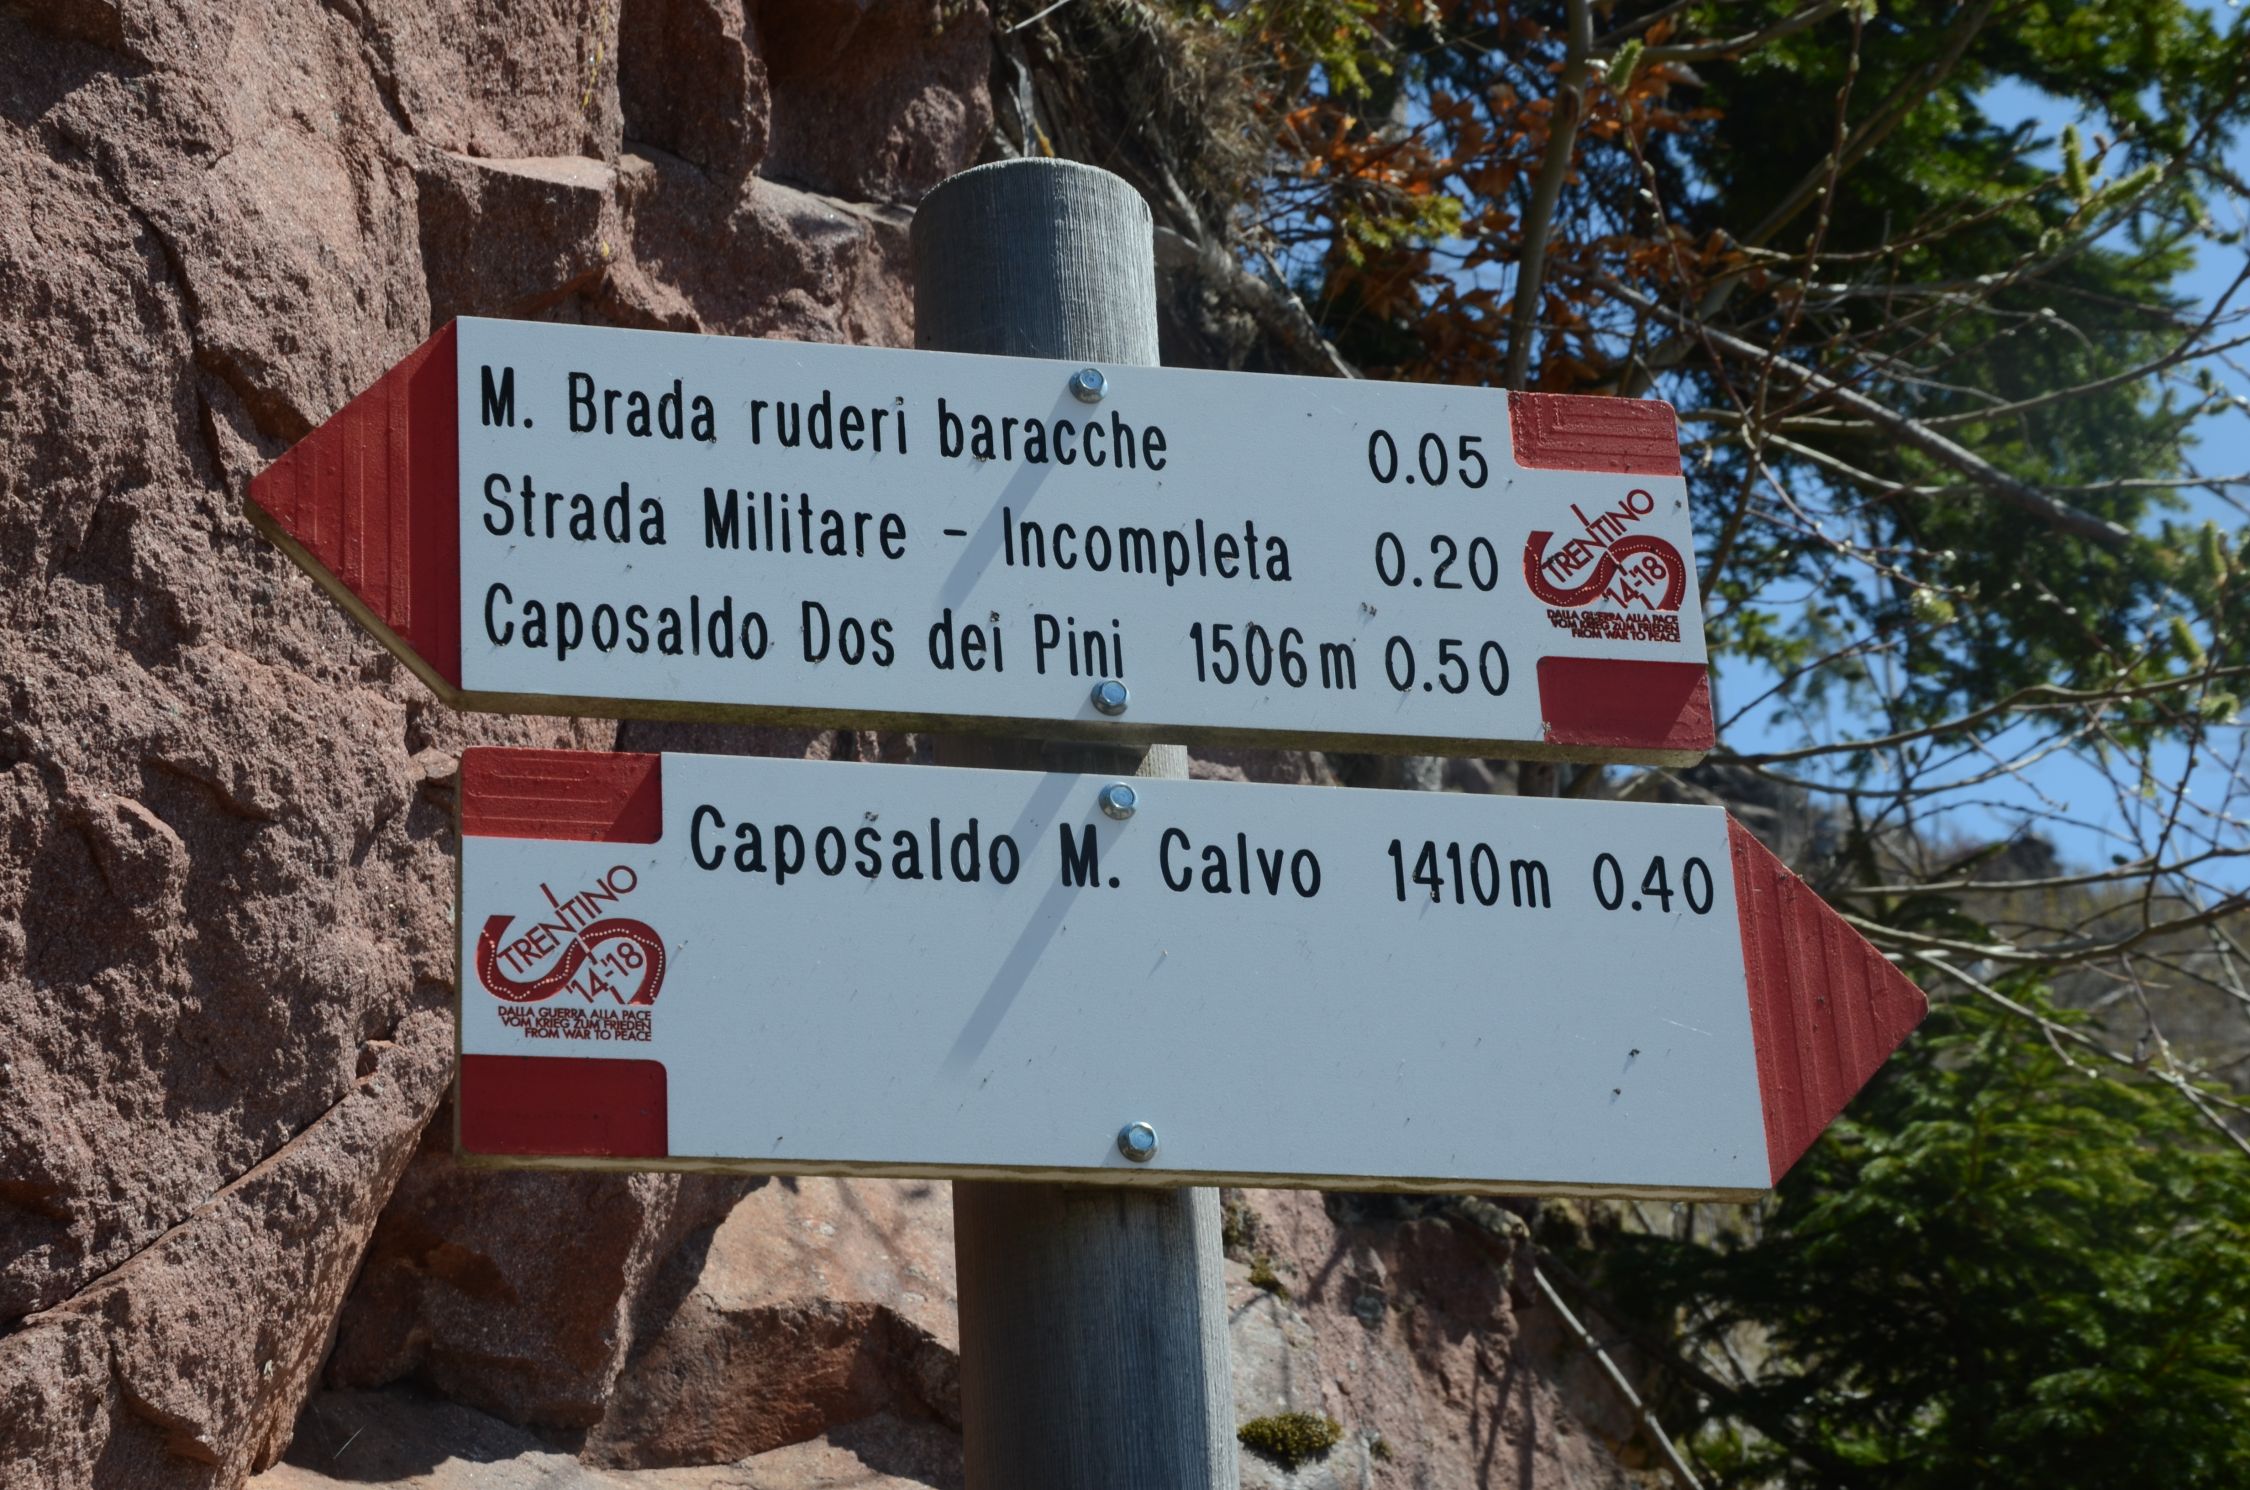 M. Brada ruderi baracche 0.05
Strada Militare - Incompleta 0.20
Caposaldo Dos dei Pini 1506m 0.50
TRENTINO
'14-'18
DALLA GUERRA ALLA PACE
VOM KRIEG ZUM FRIEDEN
FROM WAR TO PEACE
Caposaldo M. Calvo 1410m 0.40
TRENTINO
'14-'18
DALLA GUERRA ALLA PACE
VOM KRIEG ZUM FRIEDEN
FROM WAR TO PEACE